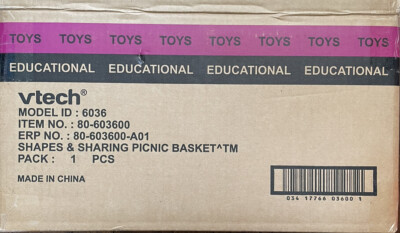 TOYS TOYS TOYS TOYS TOYS TOYS TOYS TOYS
EDUCATIONAL EDUCATIONAL EDUCATIONAL EDUCATIONAL
vtech®
MODEL ID : 6036
ITEM NO. : 80-603600
ERP NO. : 80-603600-A01
SHAPES & SHARING PICNIC BASKET^TM
PACK : 1 PCS
MADE IN CHINA
034 17766 03600 1